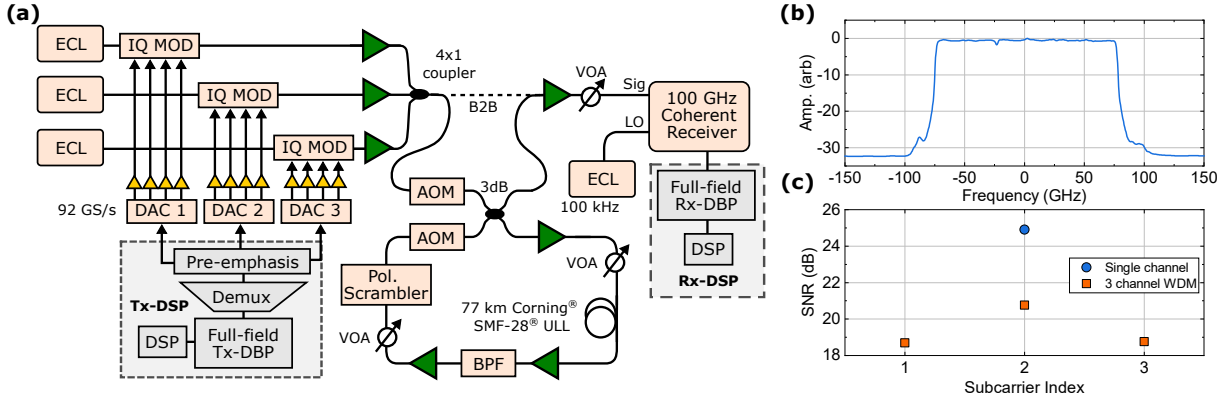 (a)
ECL
IQ MOD
ECL
IQ MOD
ECL
IQ MOD
4x1
coupler
B2B
VOA
Sig
LO
100 GHz
Coherent
Receiver
ECL
100 kHz
Full-field
Rx-DBP
DSP
Rx-DSP
92 GS/s
DAC 1
DAC 2
DAC 3
Pre-emphasis
Demux
Tx-DSP
DSP
Full-field
Tx-DBP
AOM
3dB
AOM
Pol.
Scrambler
VOA
VOA
77 km Corning®
SMF-28® ULL
BPF
(b)
Amp. (arb)
0
-10
-20
-30
-150
-100
-50
0
50
100
150
Frequency (GHz)
(c)
SNR (dB)
26
24
22
20
18
Single channel
3 channel WDM
1
2
3
Subcarrier Index